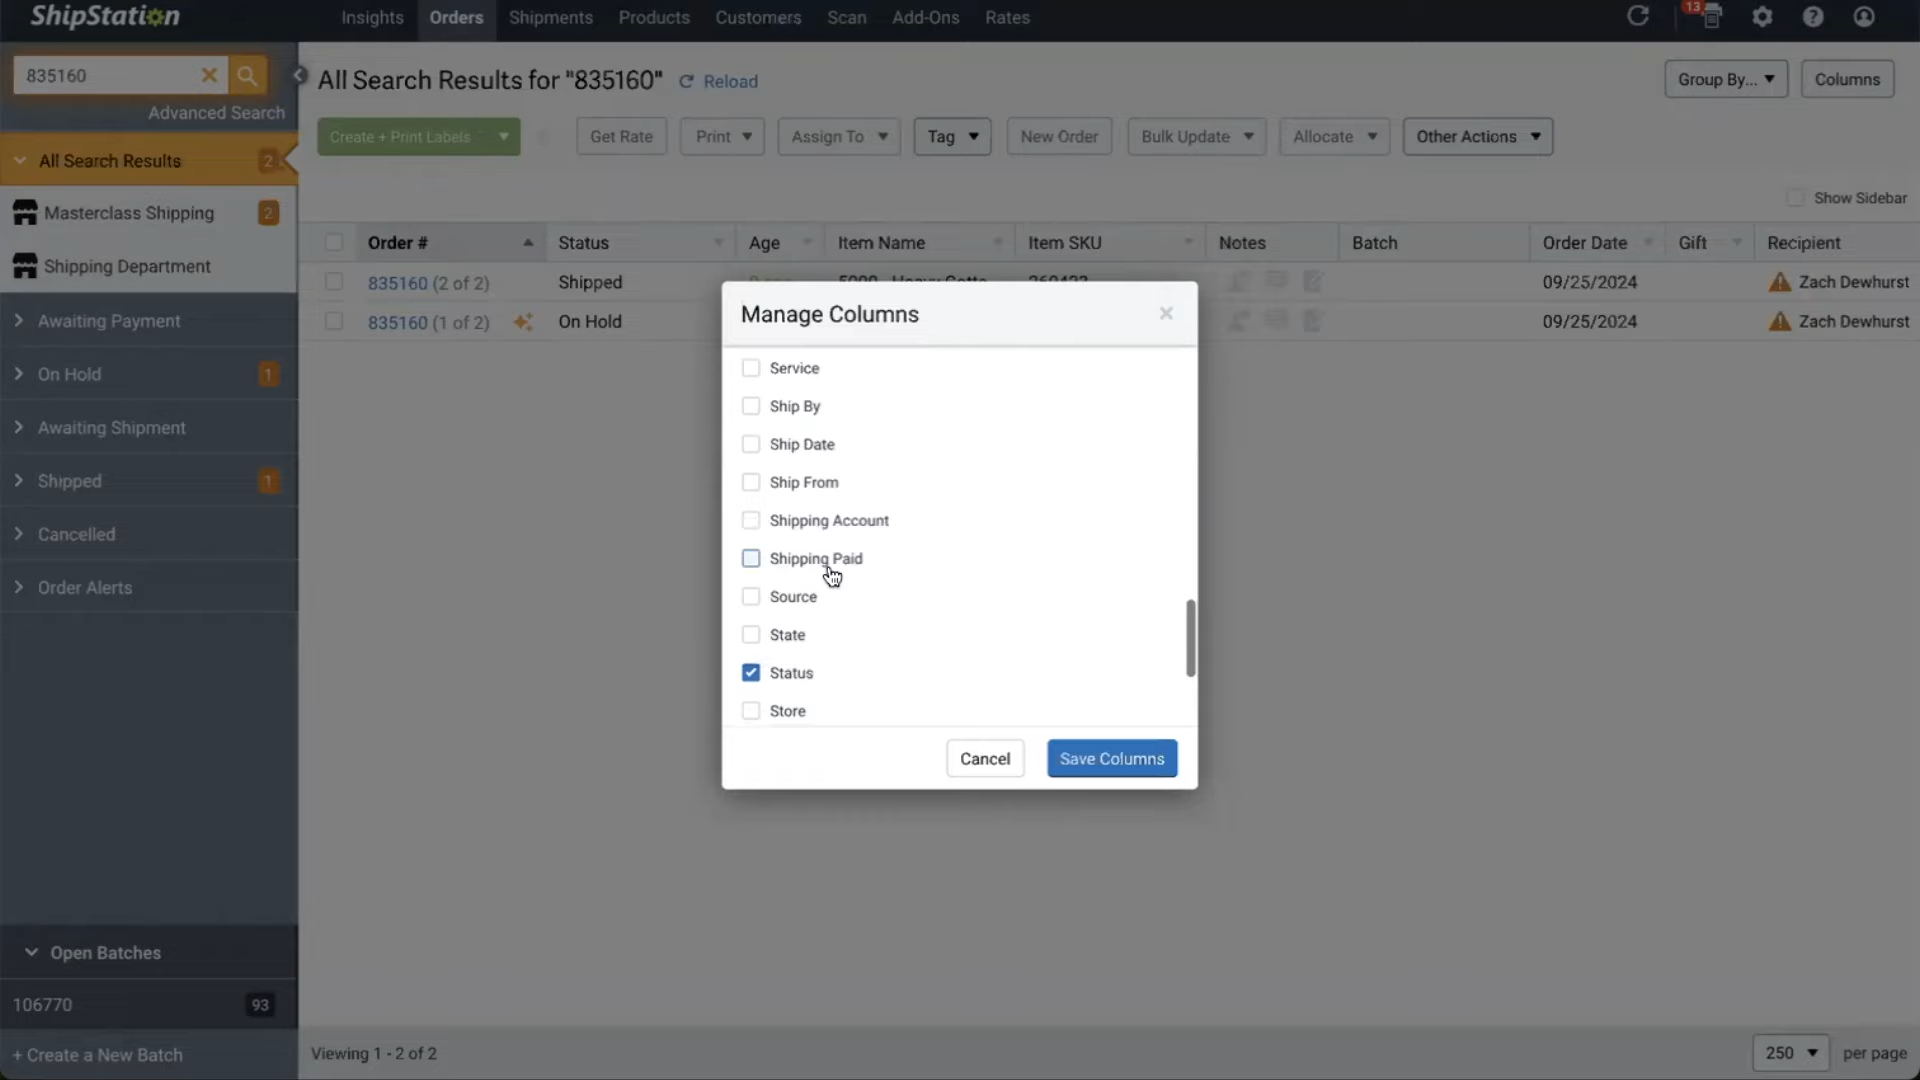 ShipStation
Insights
Orders
Shipments
Products
Customers
Scan
Add-Ons
Rates
13
835160
Advanced Search
All Search Results 2
Masterclass Shipping 2
Shipping Department
Awaiting Payment
On Hold 1
Awaiting Shipment
Shipped 1
Cancelled
Order Alerts
Open Batches
106770 93
+ Create a New Batch
All Search Results for "835160"
Reload
Group By...
Columns
Create + Print Labels
Get Rate
Print
Assign To
Tag
New Order
Bulk Update
Allocate
Other Actions
Show Sidebar
Order # Status Age Item Name Item SKU Notes Batch Order Date Gift Recipient
835160 (2 of 2) Shipped 09/25/2024 Zach Dewhurst
835160 (1 of 2) On Hold 09/25/2024 Zach Dewhurst
Manage Columns
Service
Ship By
Ship Date
Ship From
Shipping Account
Shipping Paid
Source
State
Status
Store
Cancel
Save Columns
Viewing 1 - 2 of 2
250 per page